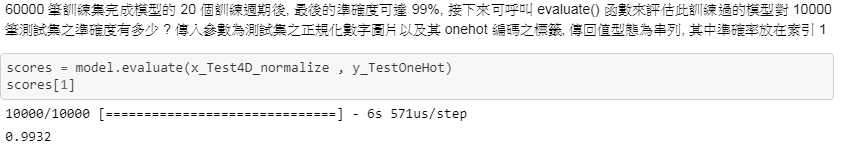 60000 筆訓練集完成模型的 20 個訓練週期後, 最後的準確度可達 99%, 接下來可呼叫 evaluate() 函數來評估此訓練過的模型對 10000
筆測試集之準確度有多少 ? 傳入參數為測試集之正規化數字圖片以及其 onehot 編碼之標籤, 傳回值型態為串列, 其中準確率放在索引 1
scores = model.evaluate(x_Test4D_normalize , y_TestOneHot)
scores[1]
10000/10000 [==============================] - 6s 571us/step
0.9932